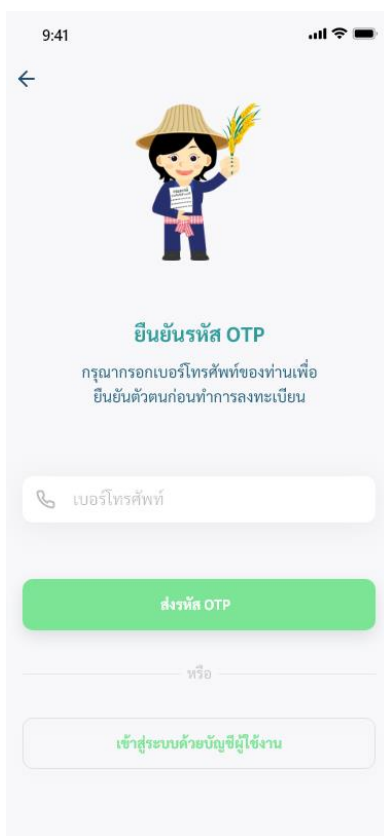 9:41
ยืนยันรหัส OTP
กรุณากรอกเบอร์โทรศัพท์ของท่านเพื่อ
ยืนยันตัวตนก่อนทำการลงทะเบียน
เบอร์โทรศัพท์
ส่งรหัส OTP
หรือ
เข้าสู่ระบบด้วยบัญชีผู้ใช้งาน